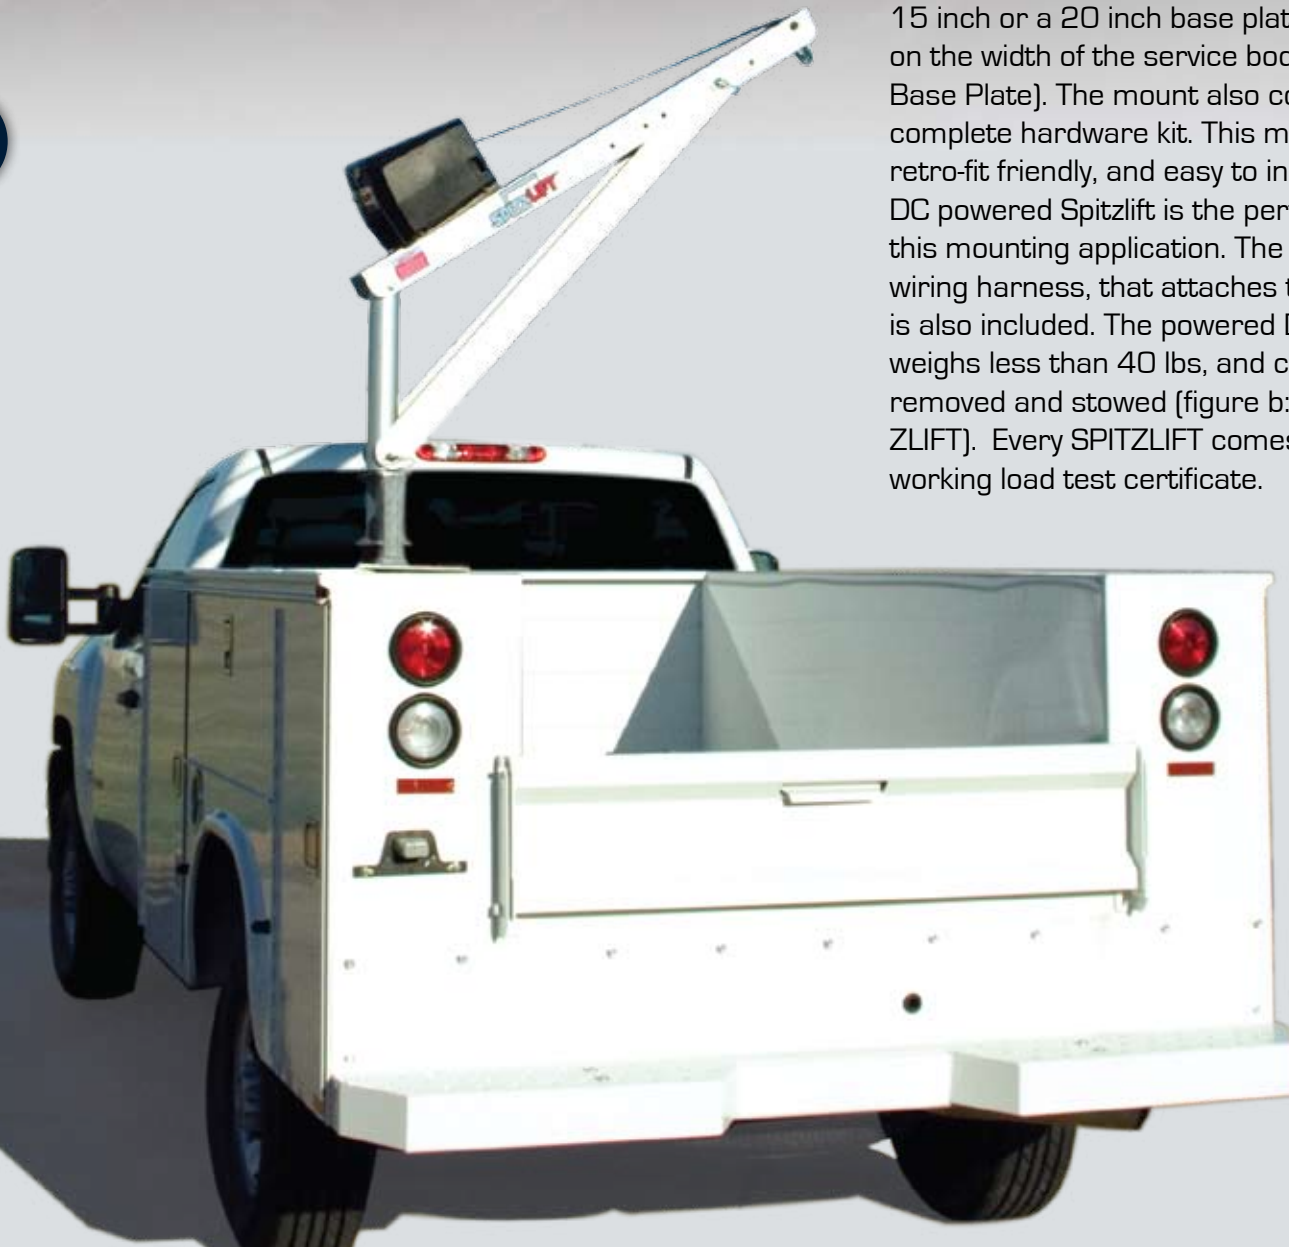 15 inch or a 20 inch base plat
on the width of the service boo
Base Plate). The mount also co
complete hardware kit. This m
retro-fit friendly, and easy to in
DC powered Spitzlift is the per
this mounting application. The
wiring harness, that attaches t
is also included. The powered D
weighs less than 40 lbs, and c
removed and stowed (figure b:
ZLIFT). Every SPITZLIFT comes
working load test certificate.
SPITZLIFT